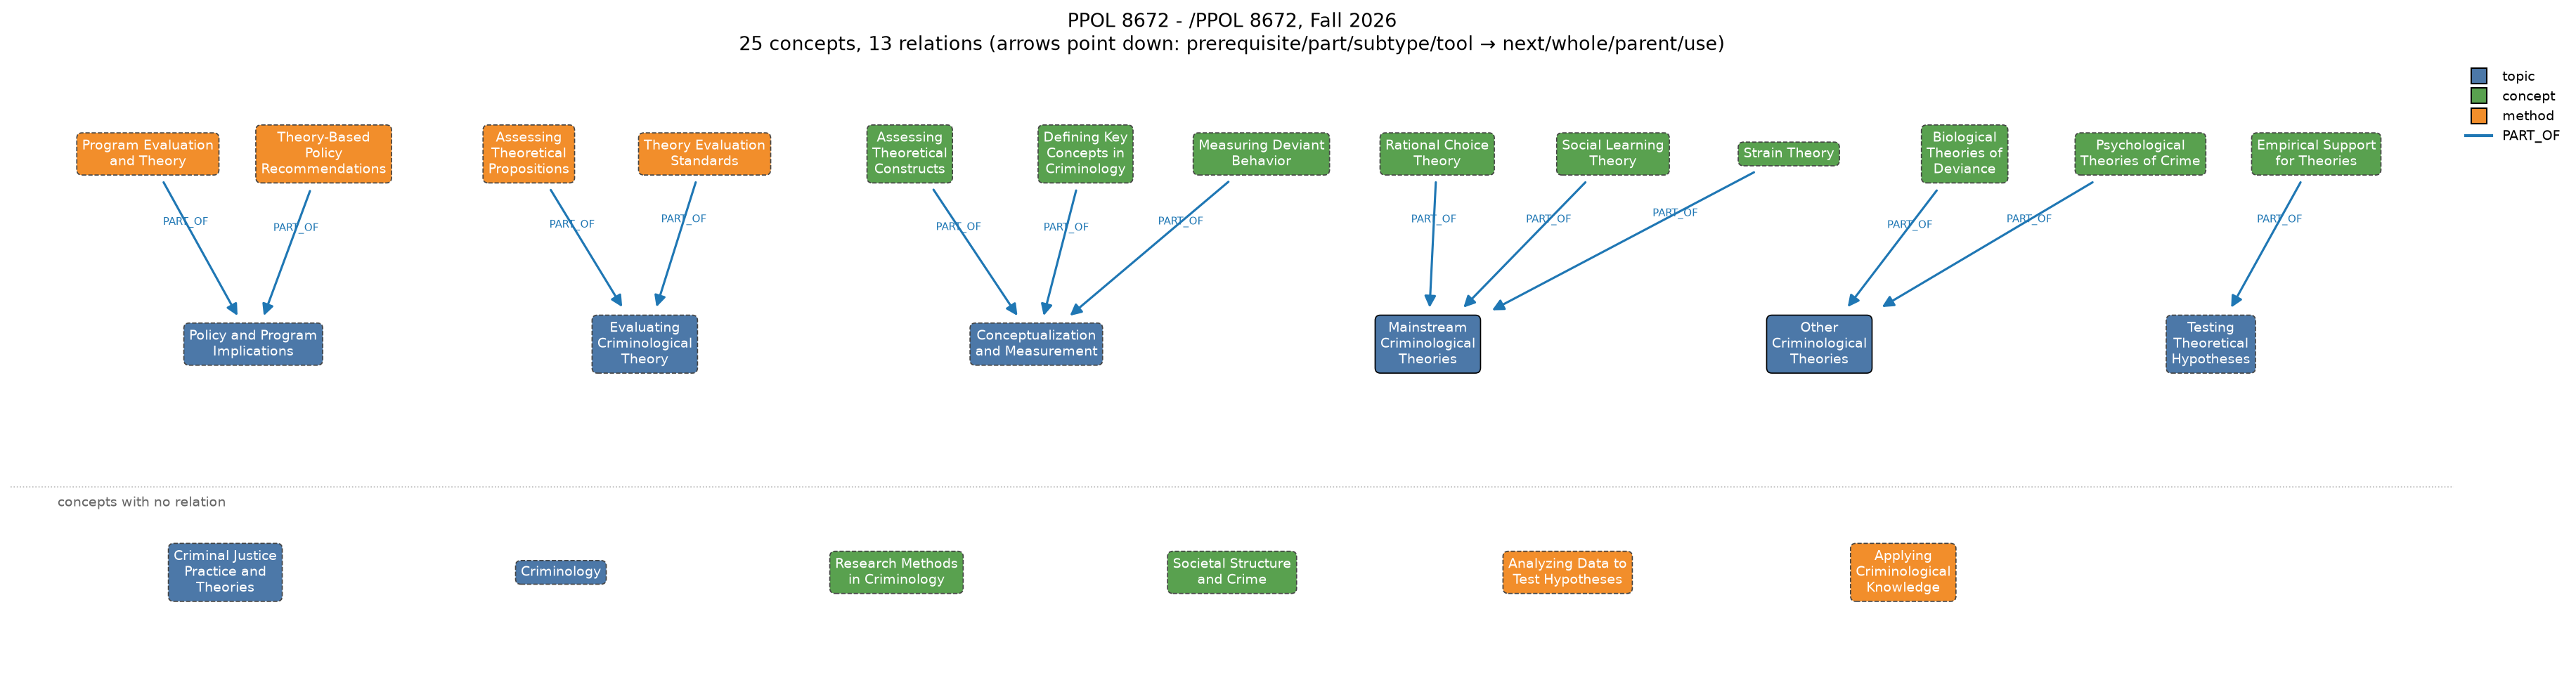 PPOL 8672 - /PPOL 8672, Fall 2026
25 concepts, 13 relations (arrows point down: prerequisite/part/subtype/tool → next/whole/parent/use)
topic
concept
method
PART_OF
Program Evaluation
and Theory
Theory-Based
Policy
Recommendations
Assessing
Theoretical
Propositions
Theory Evaluation
Standards
Assessing
Theoretical
Constructs
Defining Key
Concepts in
Criminology
Measuring Deviant
Behavior
Rational Choice
Theory
Social Learning
Theory
Strain Theory
Biological
Theories of
Deviance
Psychological
Theories of Crime
Empirical Support
for Theories
PART_OF
PART_OF
PART_OF
PART_OF
PART_OF
PART_OF
PART_OF
PART_OF
PART_OF
PART_OF
PART_OF
PART_OF
PART_OF
Policy and Program
Implications
Evaluating
Criminological
Theory
Conceptualization
and Measurement
Mainstream
Criminological
Theories
Other
Criminological
Theories
Testing
Theoretical
Hypotheses
concepts with no relation
Criminal Justice
Practice and
Theories
Criminology
Research Methods
in Criminology
Societal Structure
and Crime
Analyzing Data to
Test Hypotheses
Applying
Criminological
Knowledge